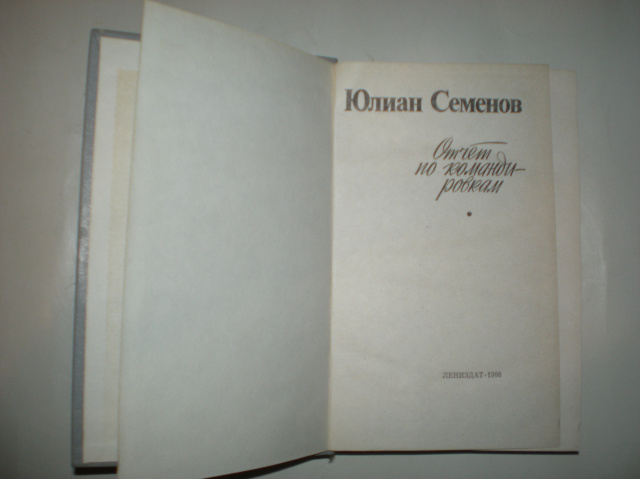 Юлиан Семенов
Отчёт
по команди-
ровкам
ЛЕНИЗДАТ·1986